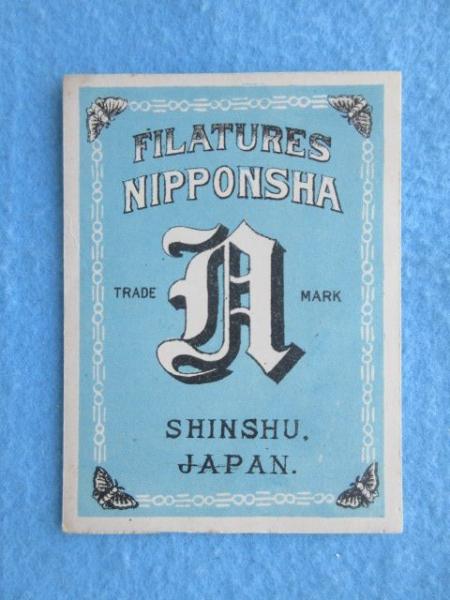 FILATURES
NIPPONSHA
TRADE A MARK
SHINSHU.
JAPAN.